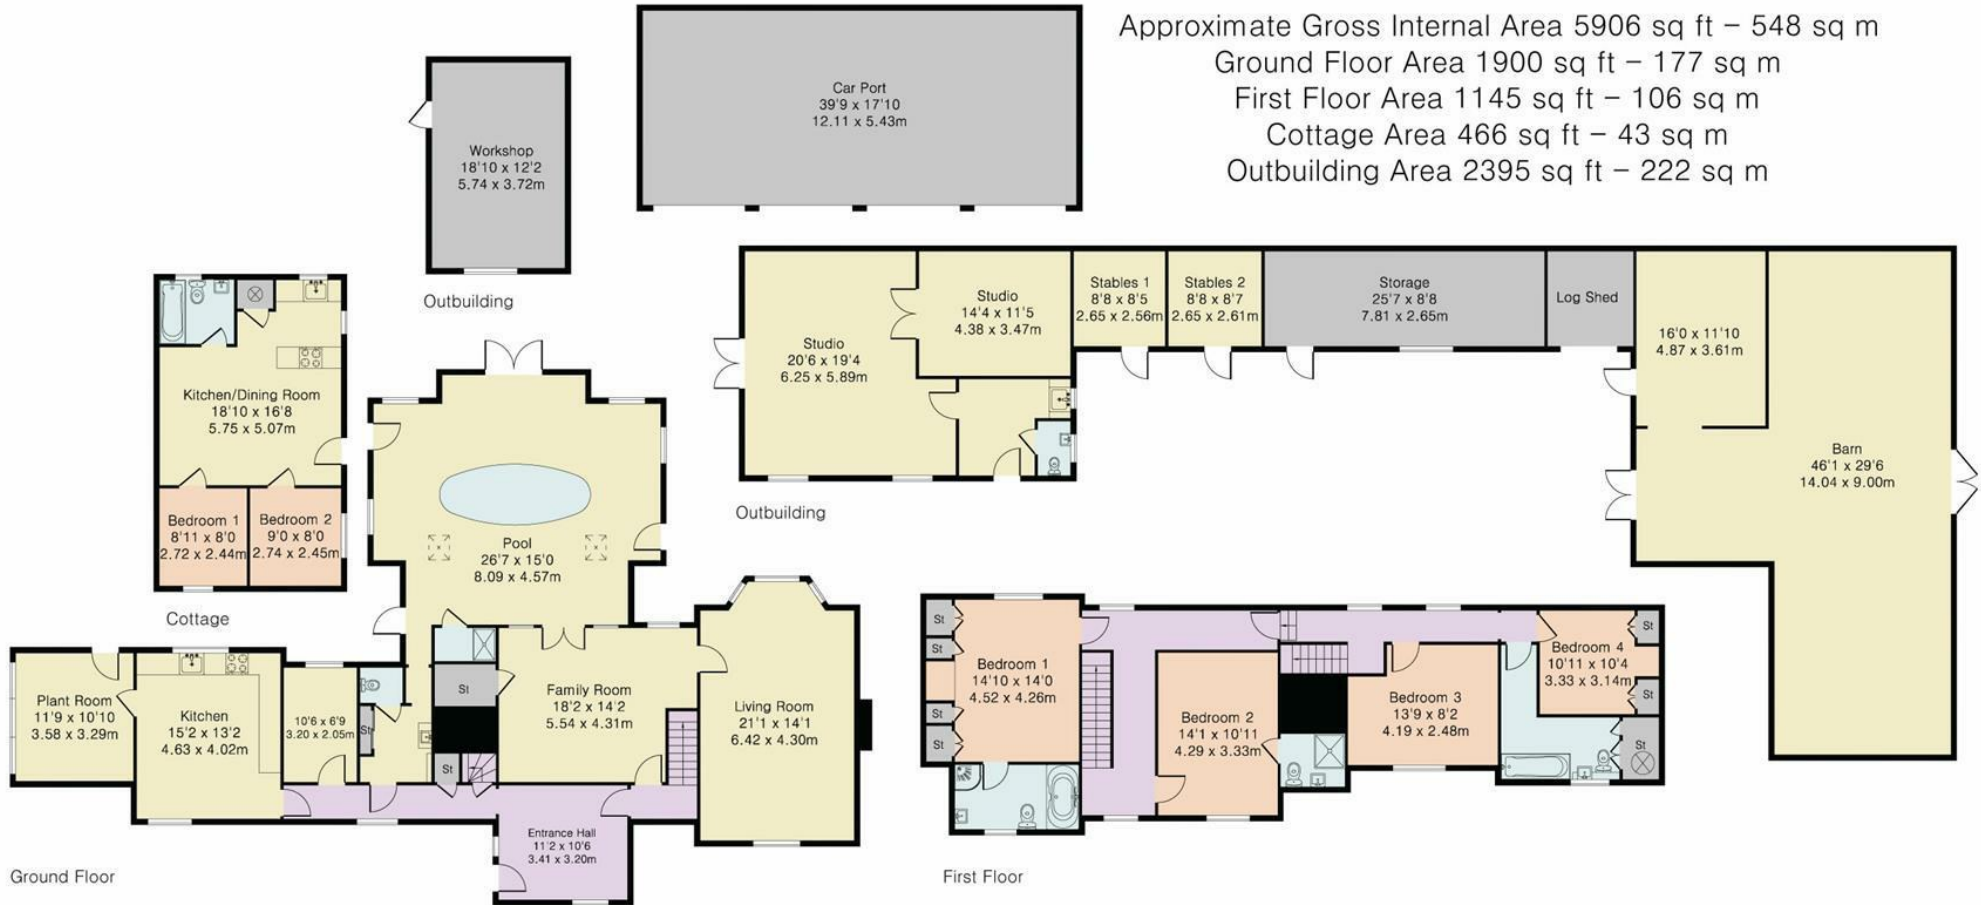 Approximate Gross Internal Area 5906 sq ft – 548 sq m
Ground Floor Area 1900 sq ft – 177 sq m
First Floor Area 1145 sq ft – 106 sq m
Cottage Area 466 sq ft – 43 sq m
Outbuilding Area 2395 sq ft – 222 sq m
Car Port
39'9 x 17'10
12.11 x 5.43m
Workshop
18'10 x 12'2
5.74 x 3.72m
Outbuilding
Kitchen/Dining Room
18'10 x 16'8
5.75 x 5.07m
Bedroom 1
8'11 x 8'0
2.72 x 2.44m
Bedroom 2
9'0 x 8'0
2.74 x 2.45m
Cottage
Studio
20'6 x 19'4
6.25 x 5.89m
Studio
14'4 x 11'5
4.38 x 3.47m
Stables 1
8'8 x 8'5
2.65 x 2.56m
Stables 2
8'8 x 8'7
2.65 x 2.61m
Storage
25'7 x 8'8
7.81 x 2.65m
Log Shed
16'0 x 11'10
4.87 x 3.61m
Barn
46'1 x 29'6
14.04 x 9.00m
Outbuilding
Pool
26'7 x 15'0
8.09 x 4.57m
Plant Room
11'9 x 10'10
3.58 x 3.29m
Kitchen
15'2 x 13'2
4.63 x 4.02m
10'6 x 6'9
3.20 x 2.05m
St
St
St
Family Room
18'2 x 14'2
5.54 x 4.31m
Living Room
21'1 x 14'1
6.42 x 4.30m
Entrance Hall
11'2 x 10'6
3.41 x 3.20m
Ground Floor
St
St
St
St
Bedroom 1
14'10 x 14'0
4.52 x 4.26m
Bedroom 2
14'1 x 10'11
4.29 x 3.33m
Bedroom 3
13'9 x 8'2
4.19 x 2.48m
Bedroom 4
10'11 x 10'4
3.33 x 3.14m
St
St
St
First Floor